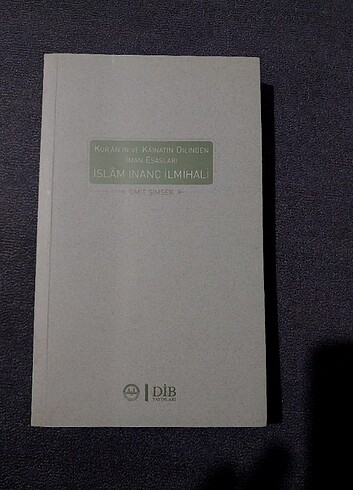 KUR'AN'IN VE KÂİNATIN DİLİNDEN
İMAN ESASLARI
İSLÂM İNANÇ İLMİHALİ
ÜMİT ŞİMŞEK
DİB
YAYINLARI